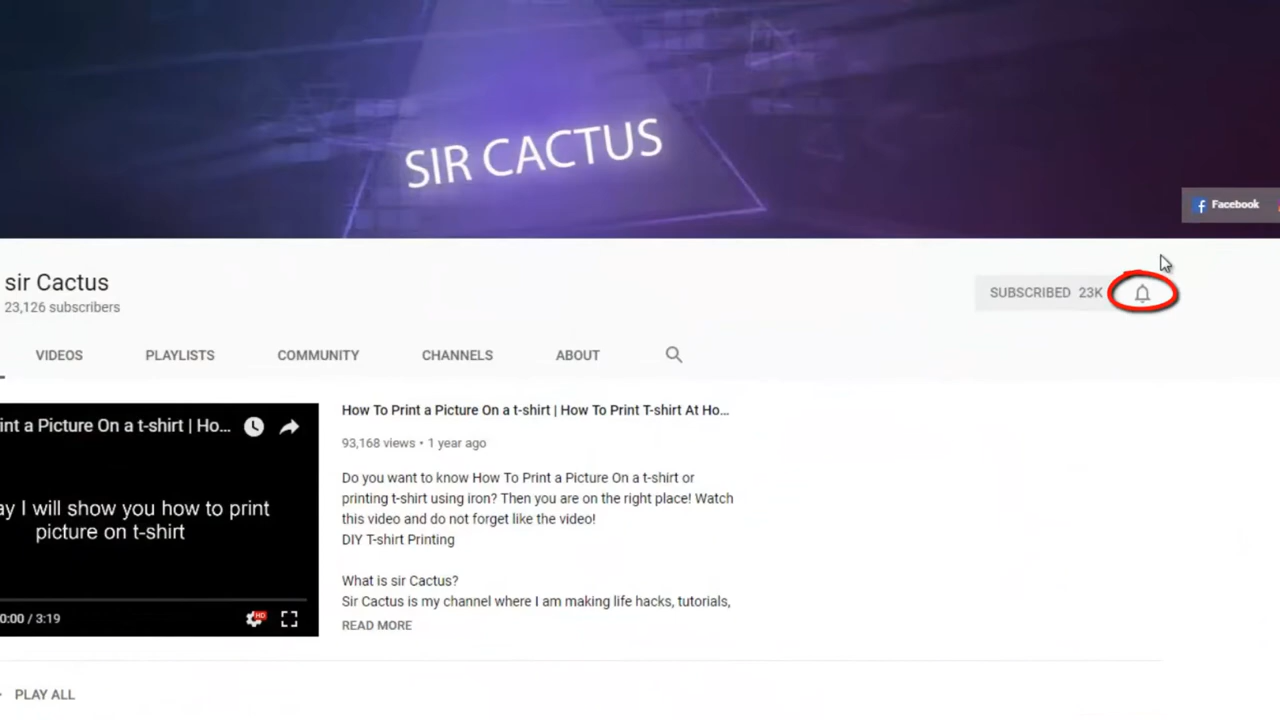 SIR CACTUS
Facebook
sir Cactus
23,126 subscribers
SUBSCRIBED 23K
VIDEOS PLAYLISTS COMMUNITY CHANNELS ABOUT
int a Picture On a t-shirt | Ho...
ay I will show you how to print
picture on t-shirt
0:00 / 3:19
HD
How To Print a Picture On a t-shirt | How To Print T-shirt At Ho...
93,168 views • 1 year ago
Do you want to know How To Print a Picture On a t-shirt or
printing t-shirt using iron? Then you are on the right place! Watch
this video and do not forget like the video!
DIY T-shirt Printing
What is sir Cactus?
Sir Cactus is my channel where I am making life hacks, tutorials,
READ MORE
PLAY ALL